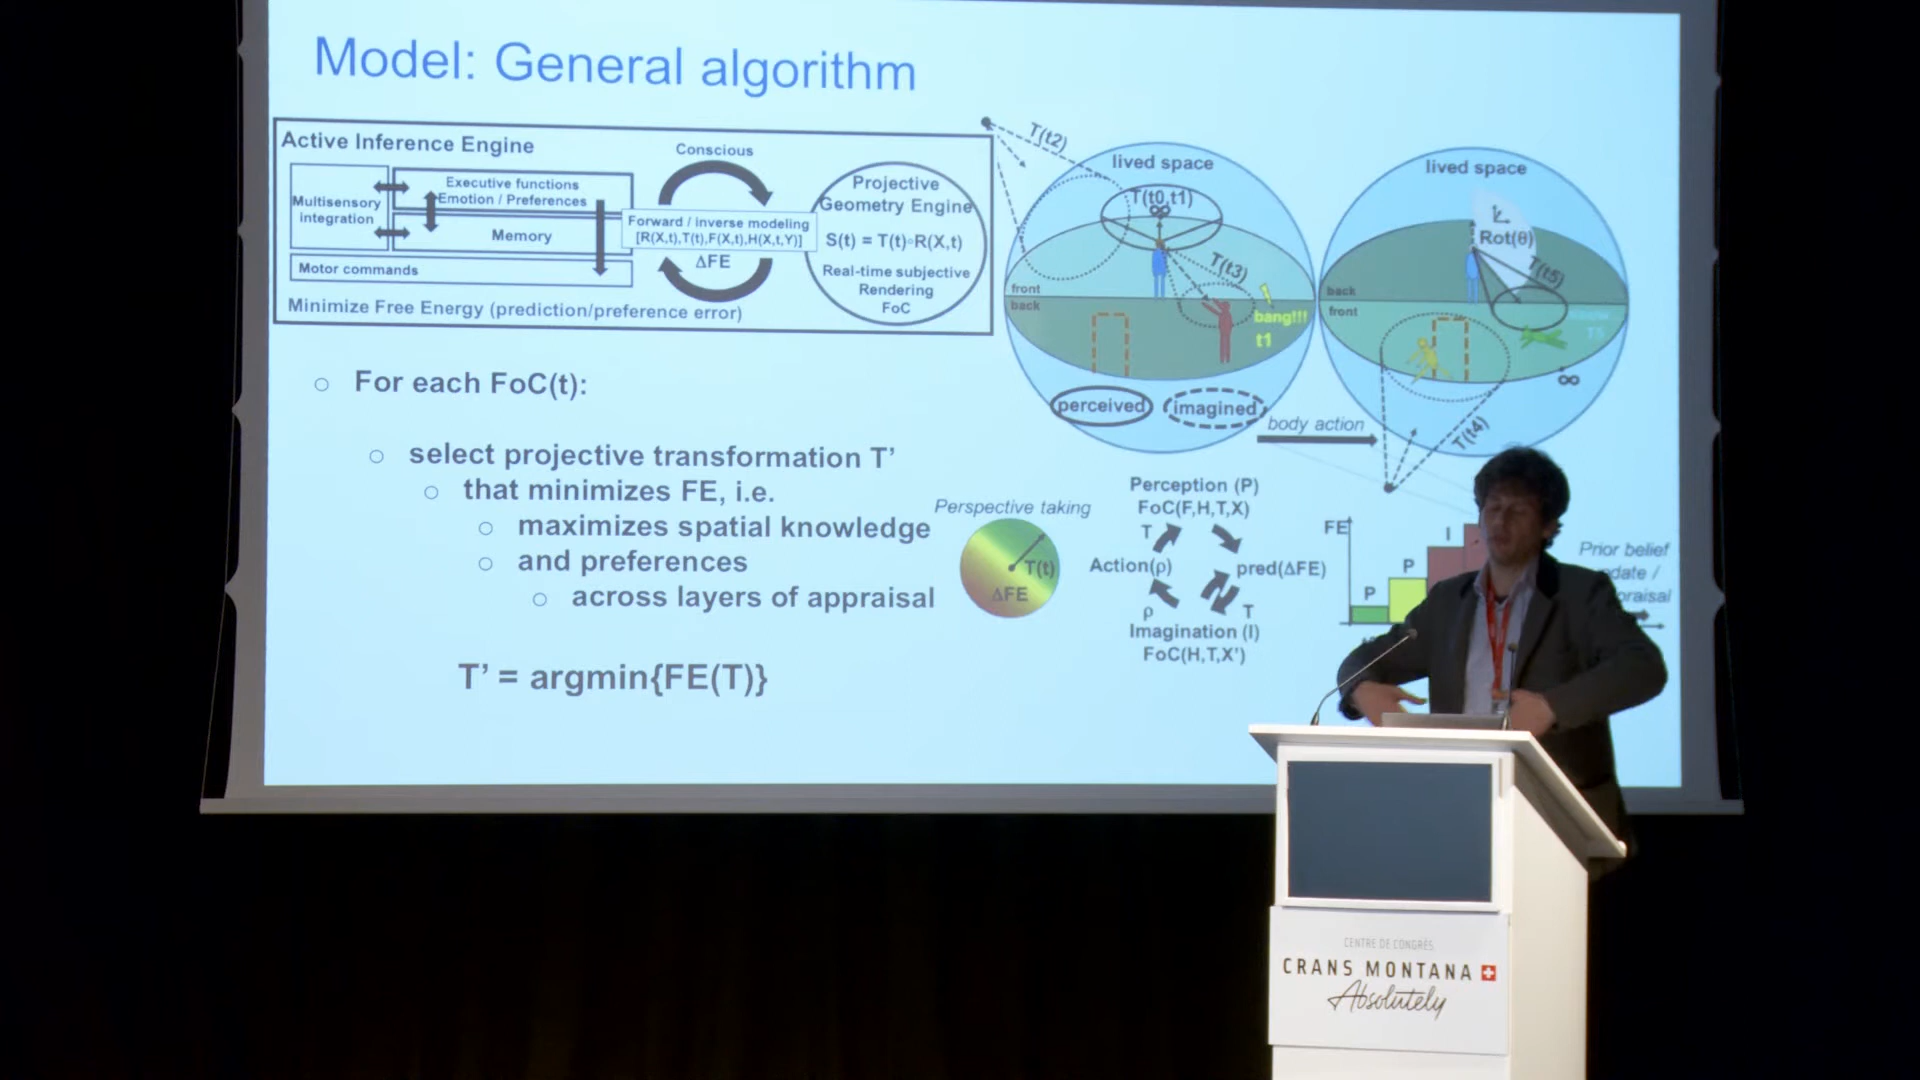 Model: General algorithm
Active Inference Engine
Multisensory
integration
Executive functions
Emotion / Preferences
Memory
Motor commands
Minimize Free Energy (prediction/preference error)
Conscious
Forward / inverse modeling
[R(X,t),T(t),F(X,t),H(X,t,Y)]
ΔFE
Projective
Geometry Engine
S(t) = T(t)◦R(X,t)
Real-time subjective
Rendering
FoC
T(t2)
lived space
T(t0,t1)
∞
T(t3)
front
back
bang!!!
t1
perceived
imagined
lived space
Rot(θ)
T(t5)
back
front
∞
T(t4)
body action
For each FoC(t):
select projective transformation T’
that minimizes FE, i.e.
maximizes spatial knowledge
and preferences
across layers of appraisal
T’ = argmin{FE(T)}
Perspective taking
T(t)
ΔFE
Perception (P)
FoC(F,H,T,X)
T
Action(ρ)
pred(ΔFE)
ρ
T
Imagination (I)
FoC(H,T,X')
FE
P
P
I
Prior belief
CENTRE DE CONGRÈS
CRANS MONTANA
Absolutely